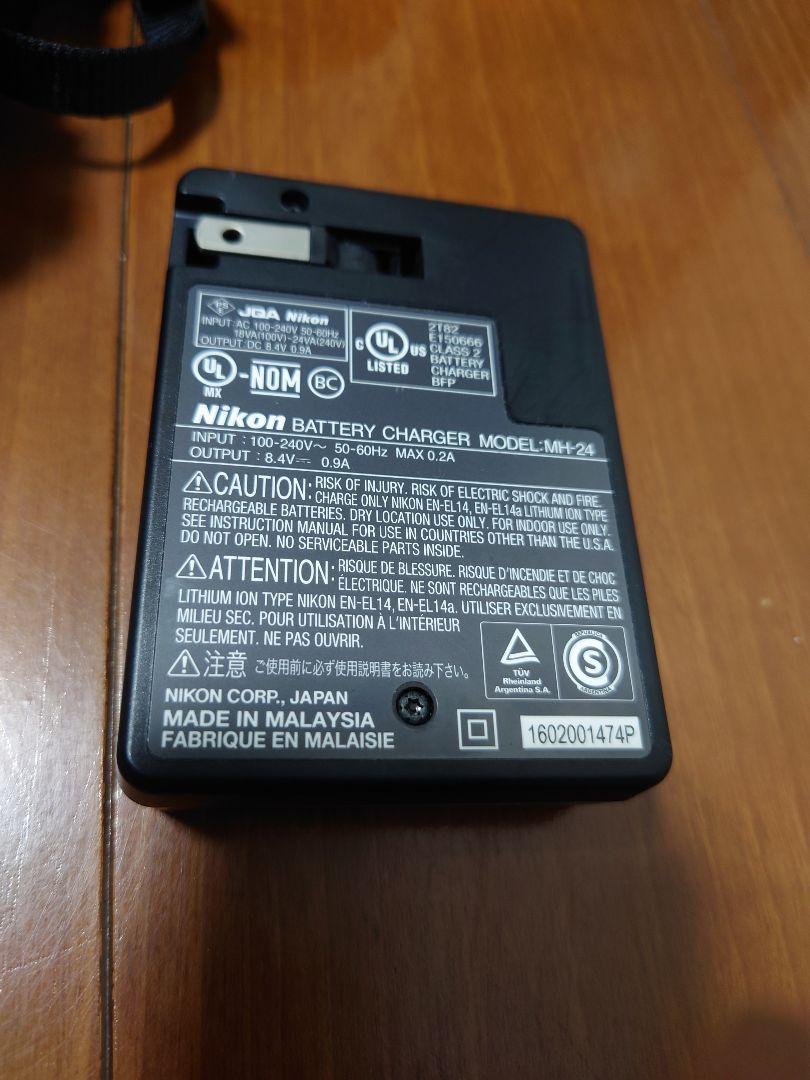 PS
E
JQA Nikon
INPUT:AC 100-240V 50-60Hz
18VA(100V)-24VA(240V)
OUTPUT:DC 8.4V 0.9A
C UL US
LISTED
2T82
E150666
CLASS 2
BATTERY
CHARGER
BFP
UL
MX
-NOM
BC
Nikon BATTERY CHARGER MODEL:MH-24
INPUT : 100-240V~ 50-60Hz MAX 0.2A
OUTPUT : 8.4V⎓ 0.9A
⚠CAUTION: RISK OF INJURY. RISK OF ELECTRIC SHOCK AND FIRE.
CHARGE ONLY NIKON EN-EL14, EN-EL14a LITHIUM ION TYPE
RECHARGEABLE BATTERIES. DRY LOCATION USE ONLY. FOR INDOOR USE ONLY.
SEE INSTRUCTION MANUAL FOR USE IN COUNTRIES OTHER THAN THE U.S.A.
DO NOT OPEN. NO SERVICEABLE PARTS INSIDE.
⚠ATTENTION: RISQUE DE BLESSURE. RISQUE D'INCENDIE ET DE CHOC
ÉLECTRIQUE. NE SONT RECHARGEABLES QUE LES PILES
LITHIUM ION TYPE NIKON EN-EL14, EN-EL14a. UTILISER EXCLUSIVEMENT EN
MILIEU SEC. POUR UTILISATION À L'INTÉRIEUR
SEULEMENT. NE PAS OUVRIR.
⚠注意 ご使用前に必ず使用説明書をお読み下さい。
TÜV
Rheinland
Argentina S.A.
REPUBLICA
S
ARGENTINA
NIKON CORP., JAPAN
MADE IN MALAYSIA
FABRIQUE EN MALAISIE
1602001474P